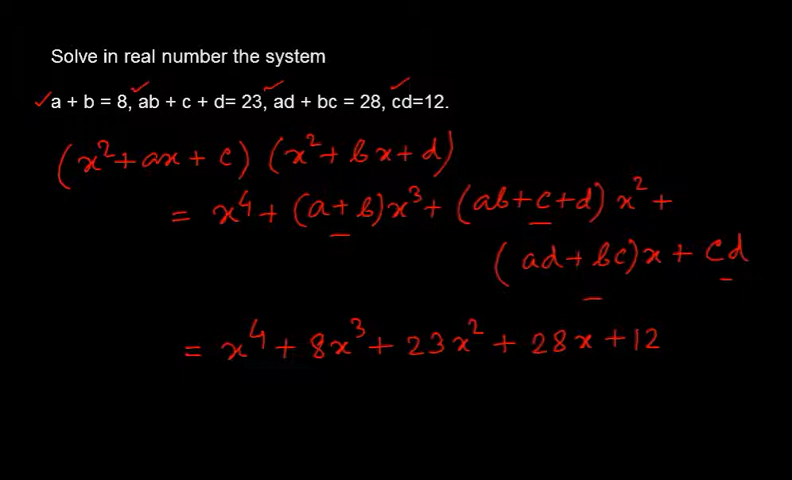 Solve in real number the system
a + b = 8, ab + c + d= 23, ad + bc = 28, cd=12.
(x²+ax+c) (x²+bx+d)
= x⁴+(a+b)x³+(ab+c+d)x²+
(ad+bc)x+cd
= x⁴+8x³+23x²+28x+12